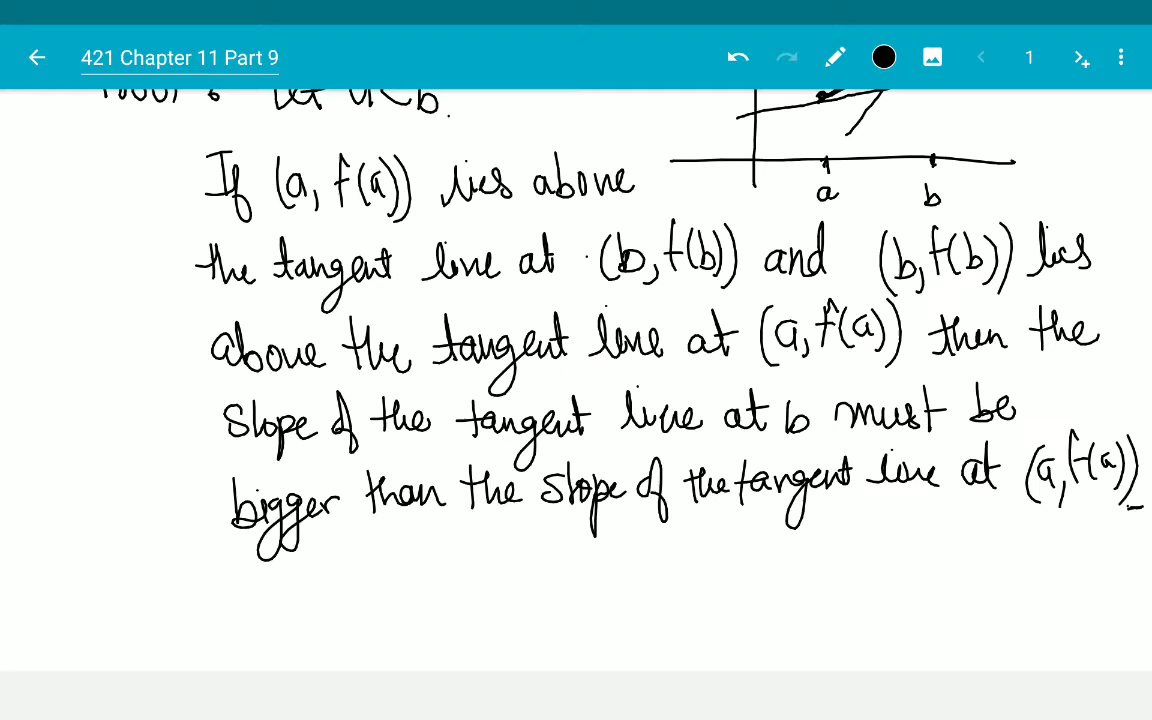 421 Chapter 11 Part 9
1
let a<b.
If (a, f(a)) lies above
a b
the tangent line at (b, f(b)) and (b, f(b)) lies
above the tangent line at (a, f(a)) then the
slope of the tangent line at b must be
bigger than the slope of the tangent line at (a, f(a))